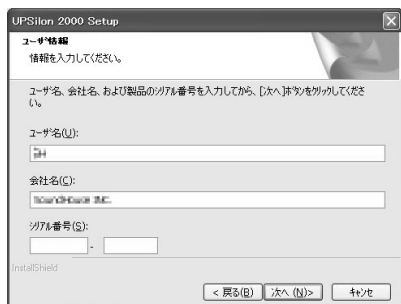 UPSilon 2000 Setup
ユーザ情報
情報を入力してください。
ユーザ名、会社名、および製品のシリアル番号を入力してから、[次へ]ボタンをクリックしてくださ
い。
ユーザ名(U):
会社名(C):
シリアル番号(S):
-
InstallShield
< 戻る(B) 次へ (N)> キャンセ